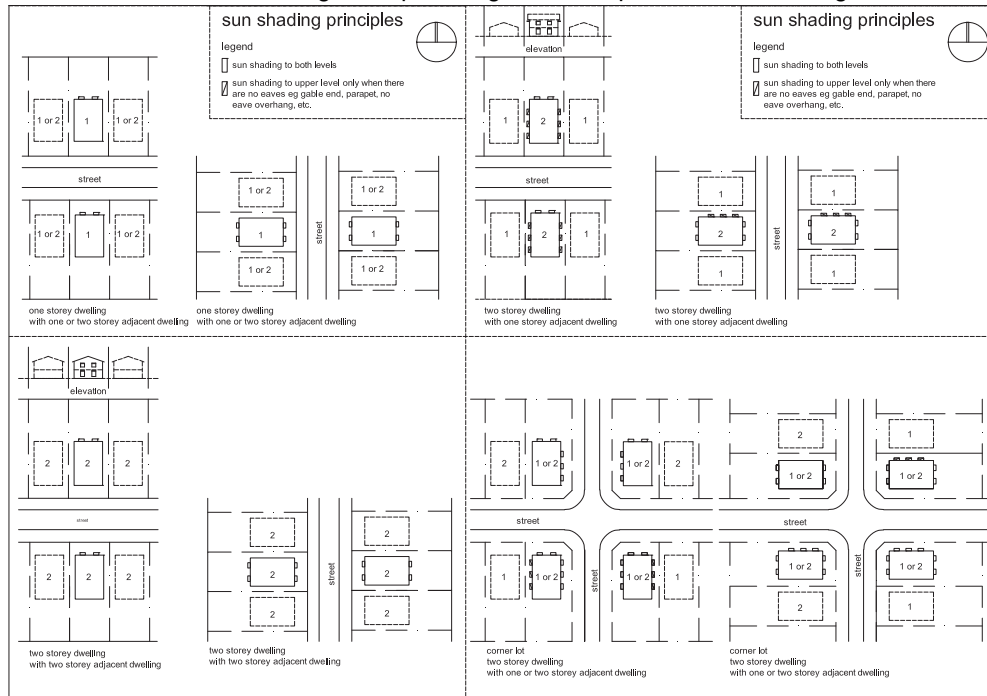 sun shading principles
legend
sun shading to both levels
sun shading to upper level only when there
are no eaves eg gable end, parapet, no
eave overhang, etc.
1 or 2
1
1 or 2
street
1 or 2
1
1 or 2
one storey dwelling
with one or two storey adjacent dwelling
1 or 2
1 or 2
1
street
1
1 or 2
1 or 2
one storey dwelling
with one or two storey adjacent dwelling
sun shading principles
legend
sun shading to both levels
sun shading to upper level only when there
are no eaves eg gable end, parapet, no
eave overhang, etc.
elevation
1
2
1
street
1
2
1
two storey dwelling
with one storey adjacent dwelling
1
1
2
street
2
1
1
two storey dwelling
with one storey adjacent dwelling
elevation
2
2
2
street
2
2
2
two storey dwelling
with two storey adjacent dwelling
2
2
2
street
2
2
2
two storey dwelling
with two storey adjacent dwelling
2
1 or 2
1 or 2
2
street
1
1 or 2
street
1 or 2
1
corner lot
two storey dwelling
with one or two storey adjacent dwelling
2
1
1 or 2
1 or 2
street
1 or 2
street
1 or 2
2
1
corner lot
two storey dwelling
with one or two storey adjacent dwelling